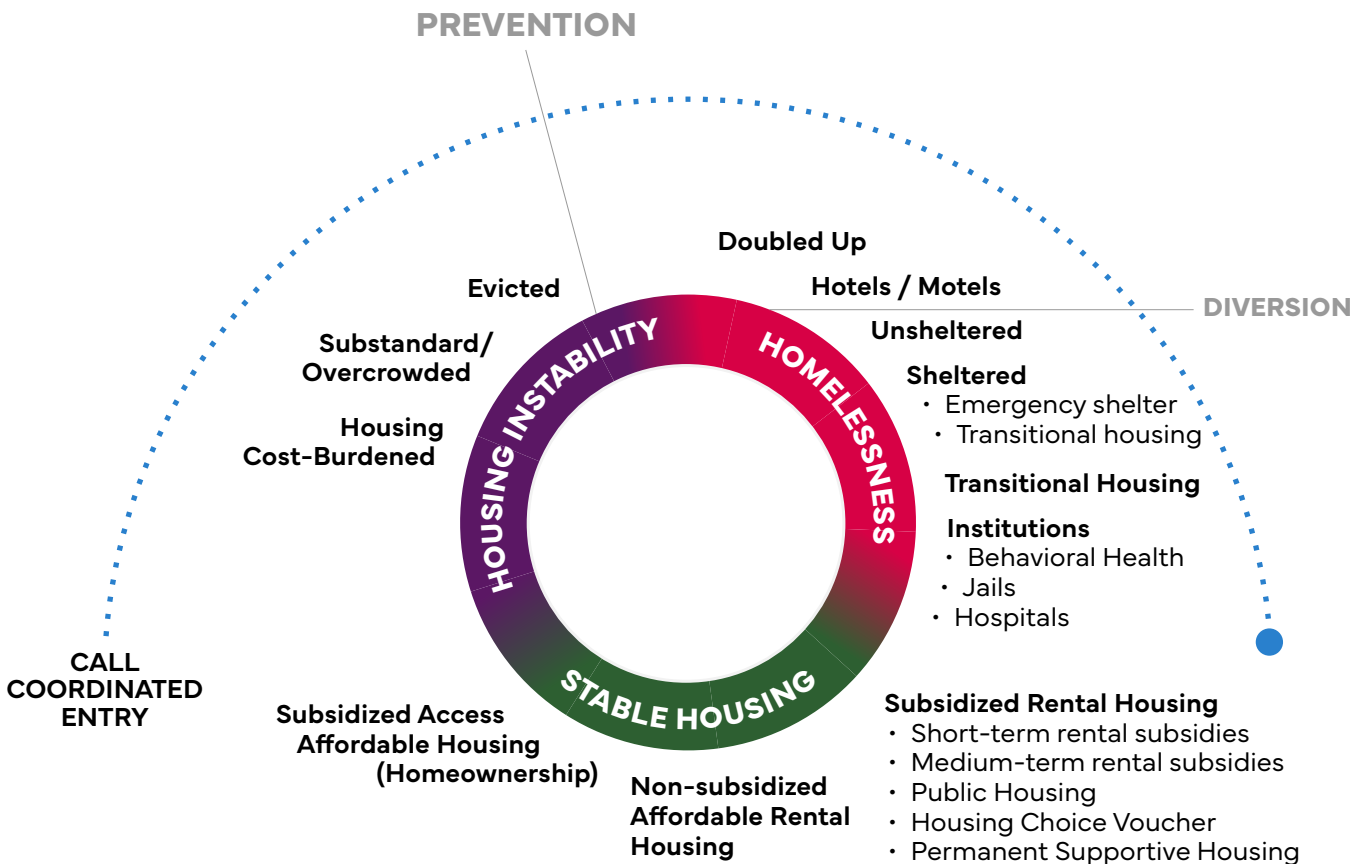 PREVENTION
Doubled Up
Evicted
Hotels / Motels
DIVERSION
Unsheltered
Substandard/
Overcrowded
Sheltered
• Emergency shelter
• Transitional housing
Housing
Cost-Burdened
Transitional Housing
Institutions
• Behavioral Health
• Jails
• Hospitals
HOUSING INSTABILITY
HOMELESSNESS
STABLE HOUSING
CALL
COORDINATED
ENTRY
Subsidized Access
Affordable Housing
(Homeownership)
Non-subsidized
Affordable Rental
Housing
Subsidized Rental Housing
• Short-term rental subsidies
• Medium-term rental subsidies
• Public Housing
• Housing Choice Voucher
• Permanent Supportive Housing